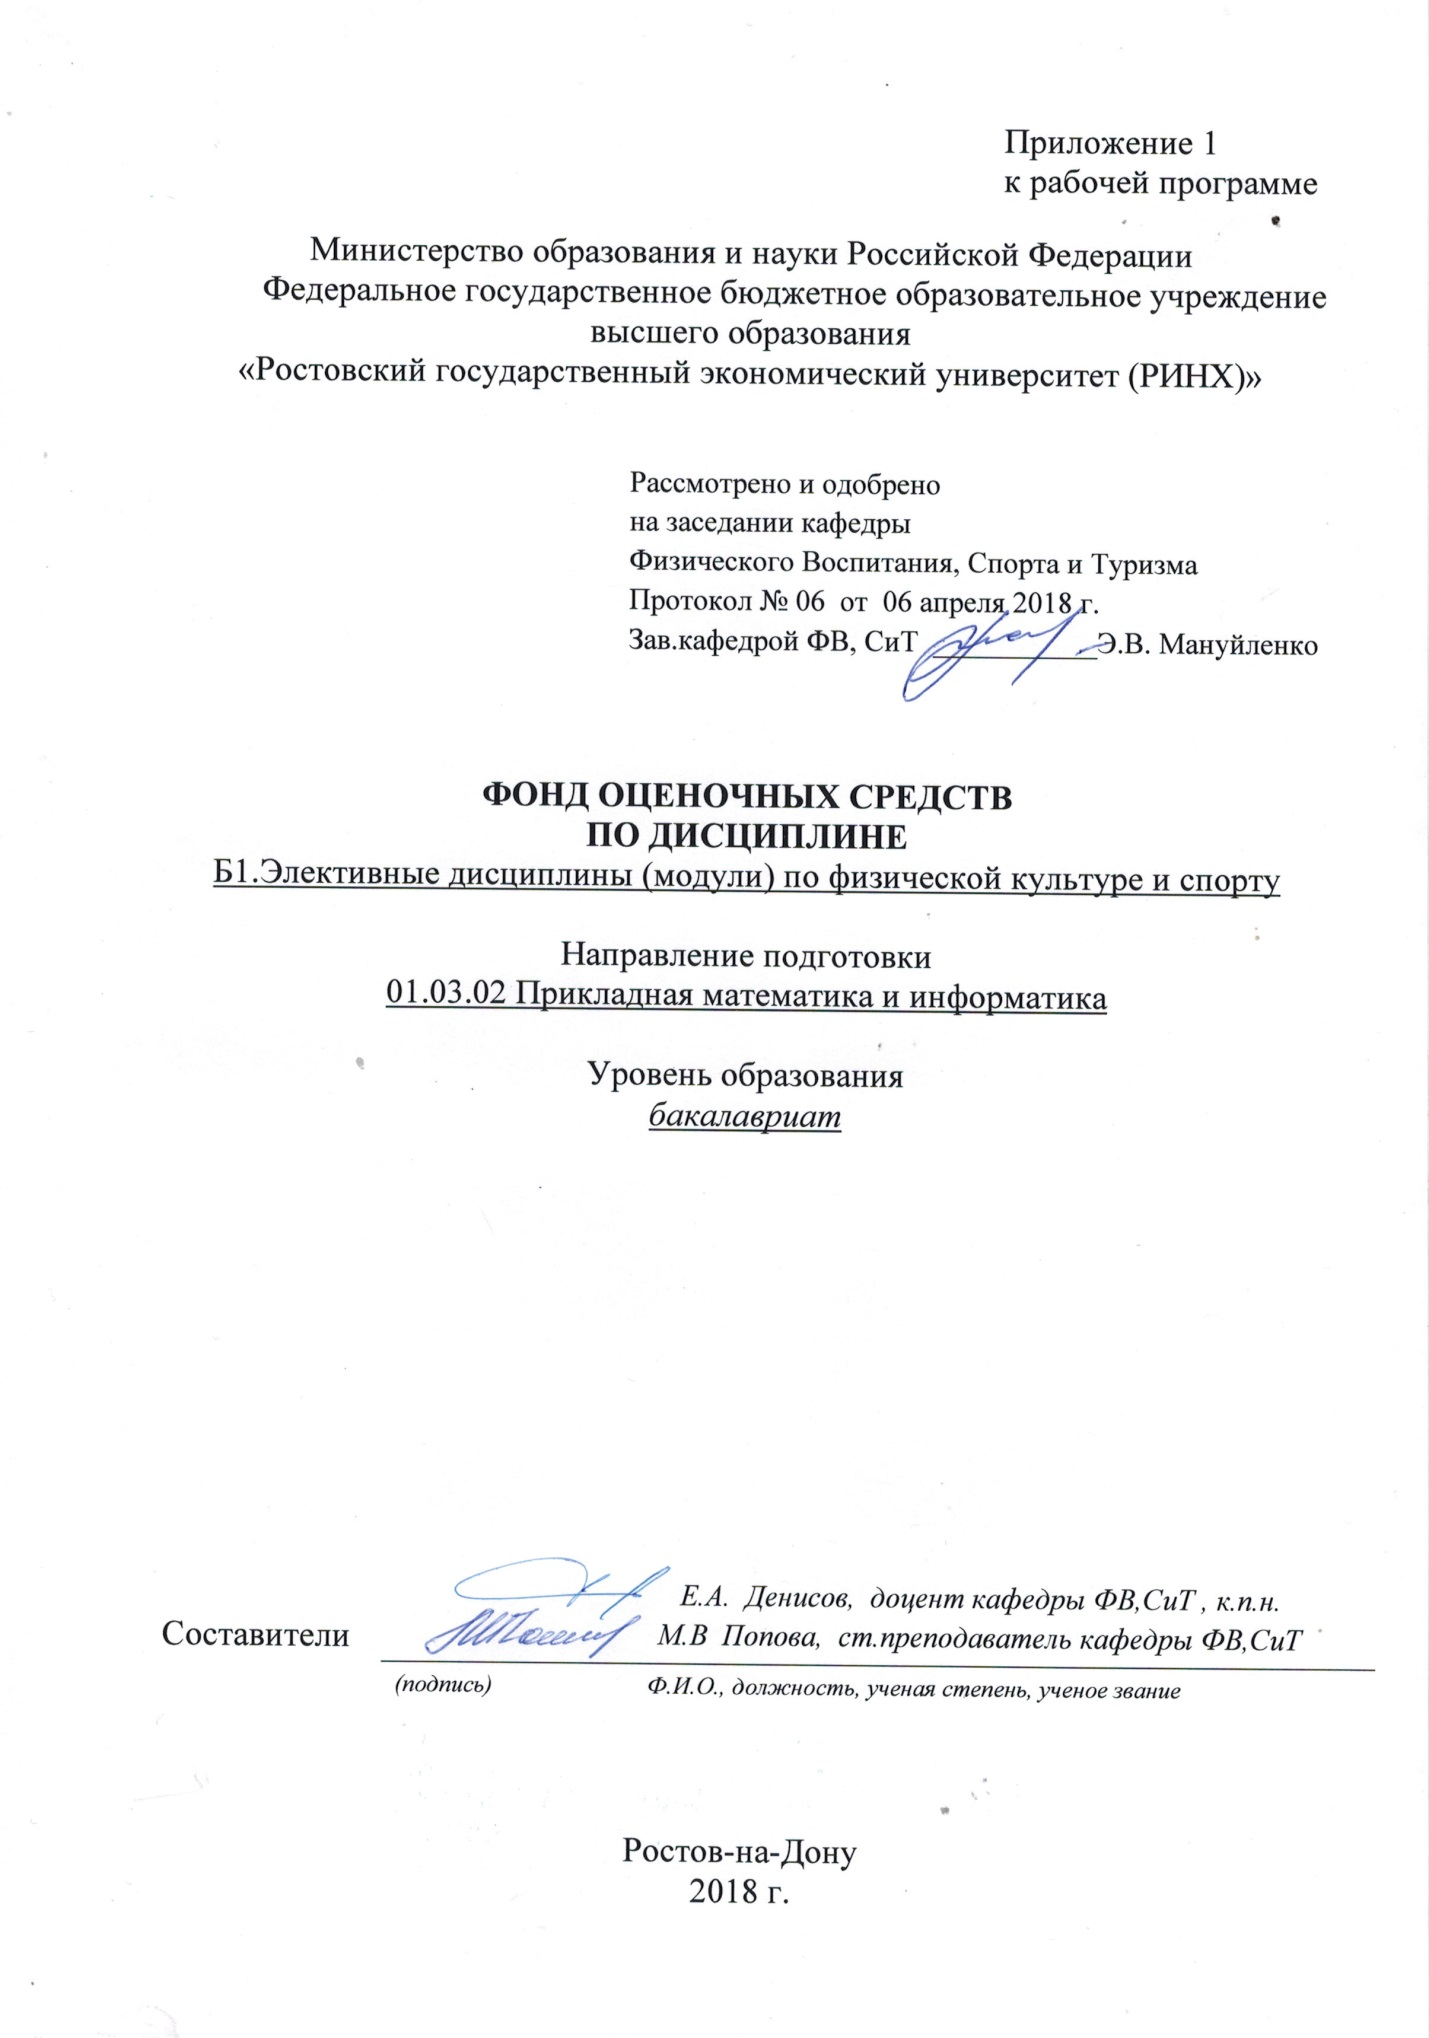 Приложение 1
к рабочей программе
Министерство образования и науки Российской Федерации
Федеральное государственное бюджетное образовательное учреждение
высшего образования
«Ростовский государственный экономический университет (РИНХ)»
Рассмотрено и одобрено
на заседании кафедры
Физического Воспитания, Спорта и Туризма
Протокол № 06 от 06 апреля 2018 г.
Зав.кафедрой ФВ, СиТ ___________Э.В. Мануйленко
ФОНД ОЦЕНОЧНЫХ СРЕДСТВ
ПО ДИСЦИПЛИНЕ
Б1.Элективные дисциплины (модули) по физической культуре и спорту
Направление подготовки
01.03.02 Прикладная математика и информатика
Уровень образования
бакалавриат
Е.А. Денисов, доцент кафедры ФВ,СиТ , к.п.н.
Составители М.В Попова, ст.преподаватель кафедры ФВ,СиТ
(подпись) Ф.И.О., должность, ученая степень, ученое звание
Ростов-на-Дону
2018 г.